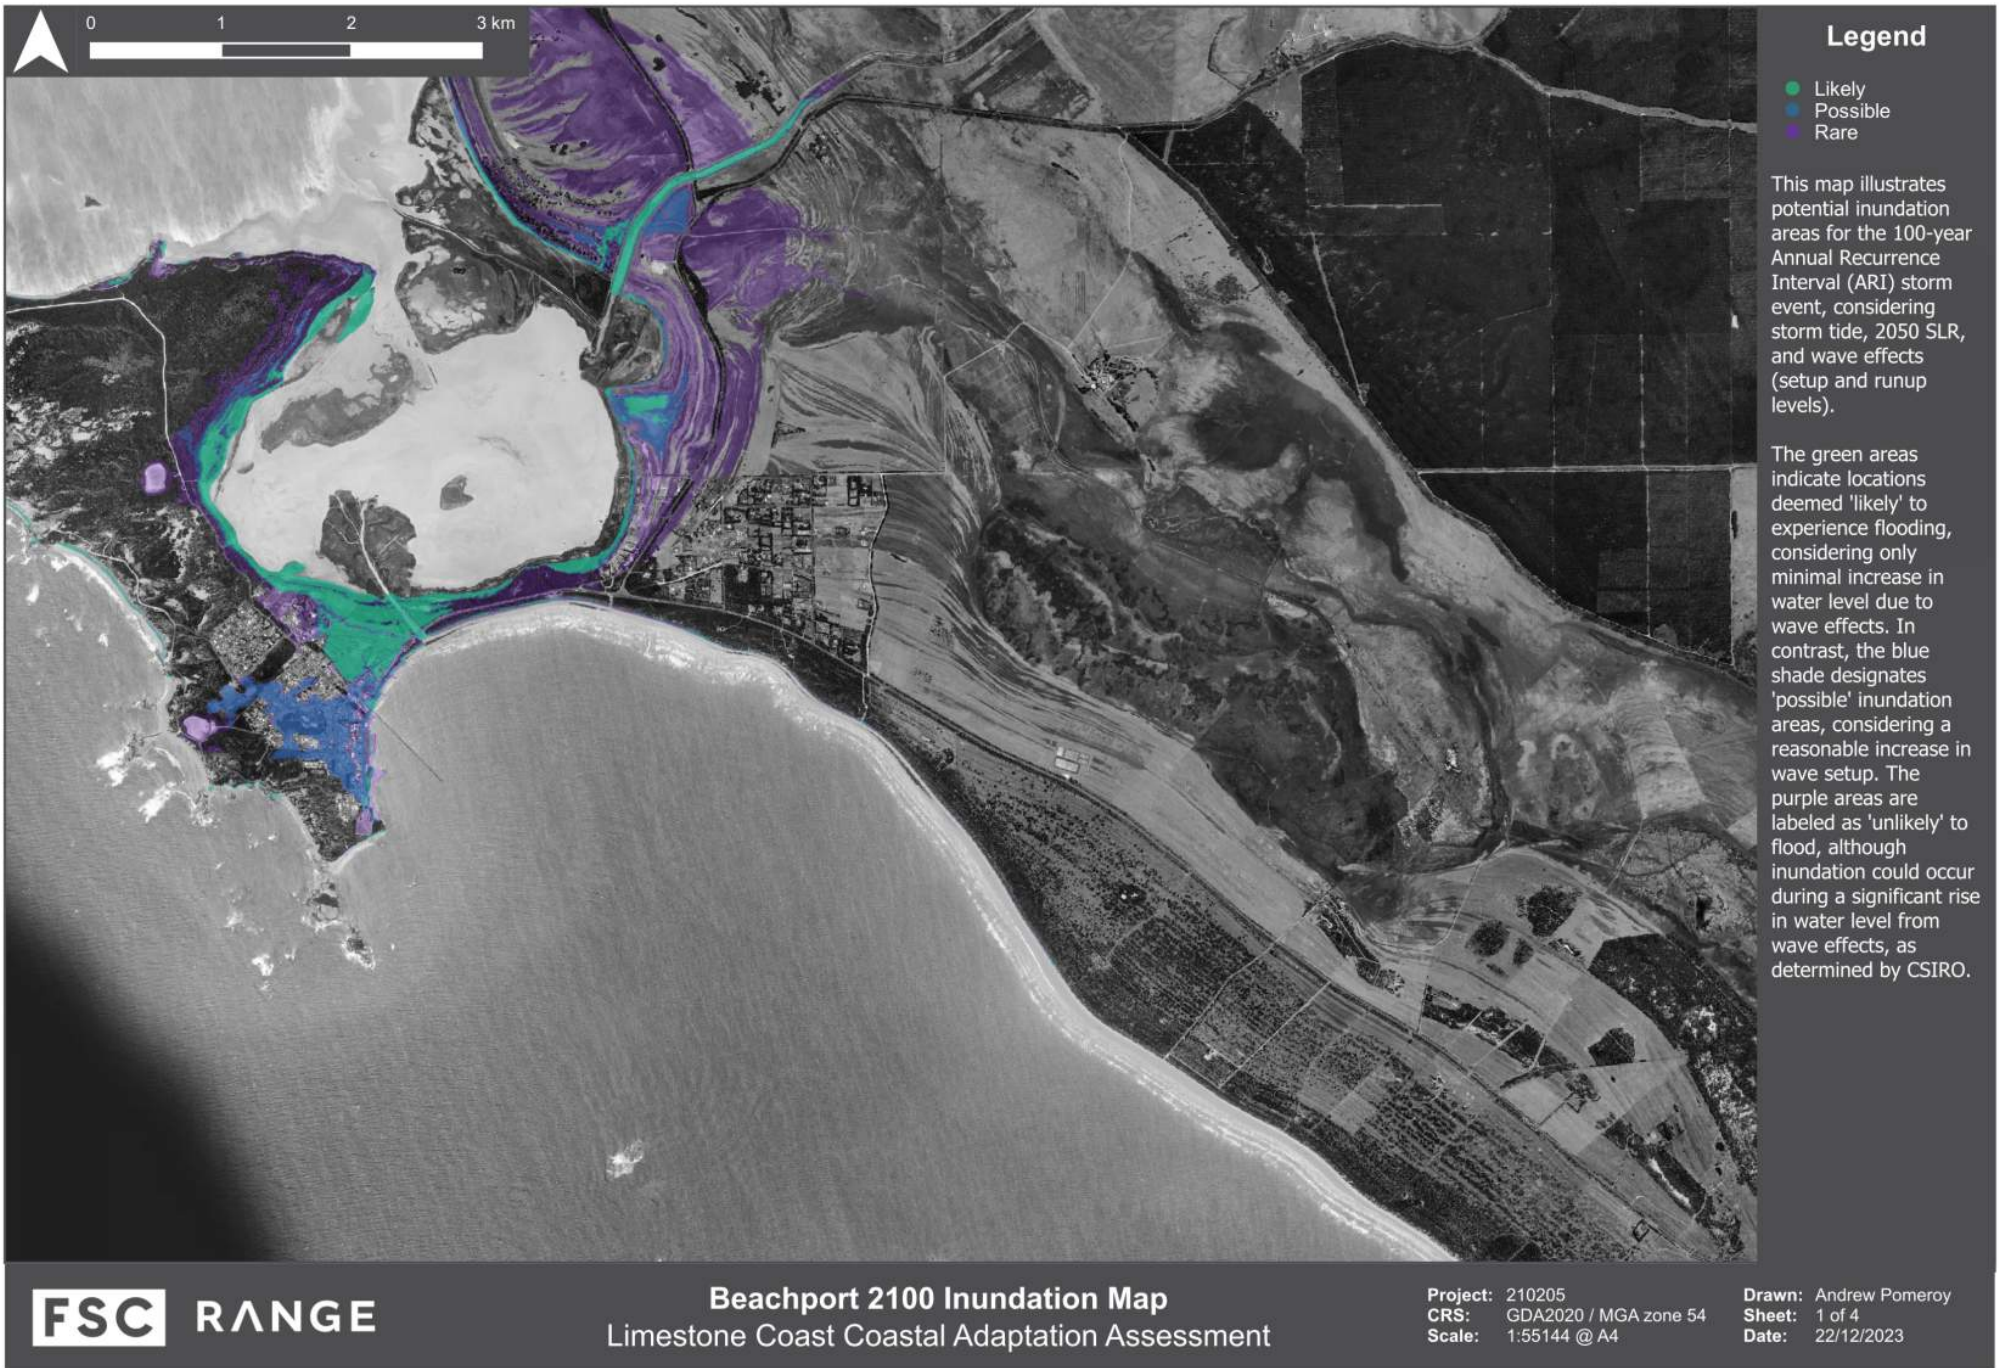 0 1 2 3 km
Legend
Likely
Possible
Rare
This map illustrates
potential inundation
areas for the 100-year
Annual Recurrence
Interval (ARI) storm
event, considering
storm tide, 2050 SLR,
and wave effects
(setup and runup
levels).
The green areas
indicate locations
deemed 'likely' to
experience flooding,
considering only
minimal increase in
water level due to
wave effects. In
contrast, the blue
shade designates
'possible' inundation
areas, considering a
reasonable increase in
wave setup. The
purple areas are
labeled as 'unlikely' to
flood, although
inundation could occur
during a significant rise
in water level from
wave effects, as
determined by CSIRO.
FSC RANGE
Beachport 2100 Inundation Map
Limestone Coast Coastal Adaptation Assessment
Project: 210205
CRS: GDA2020 / MGA zone 54
Scale: 1:55144 @ A4
Drawn: Andrew Pomeroy
Sheet: 1 of 4
Date: 22/12/2023